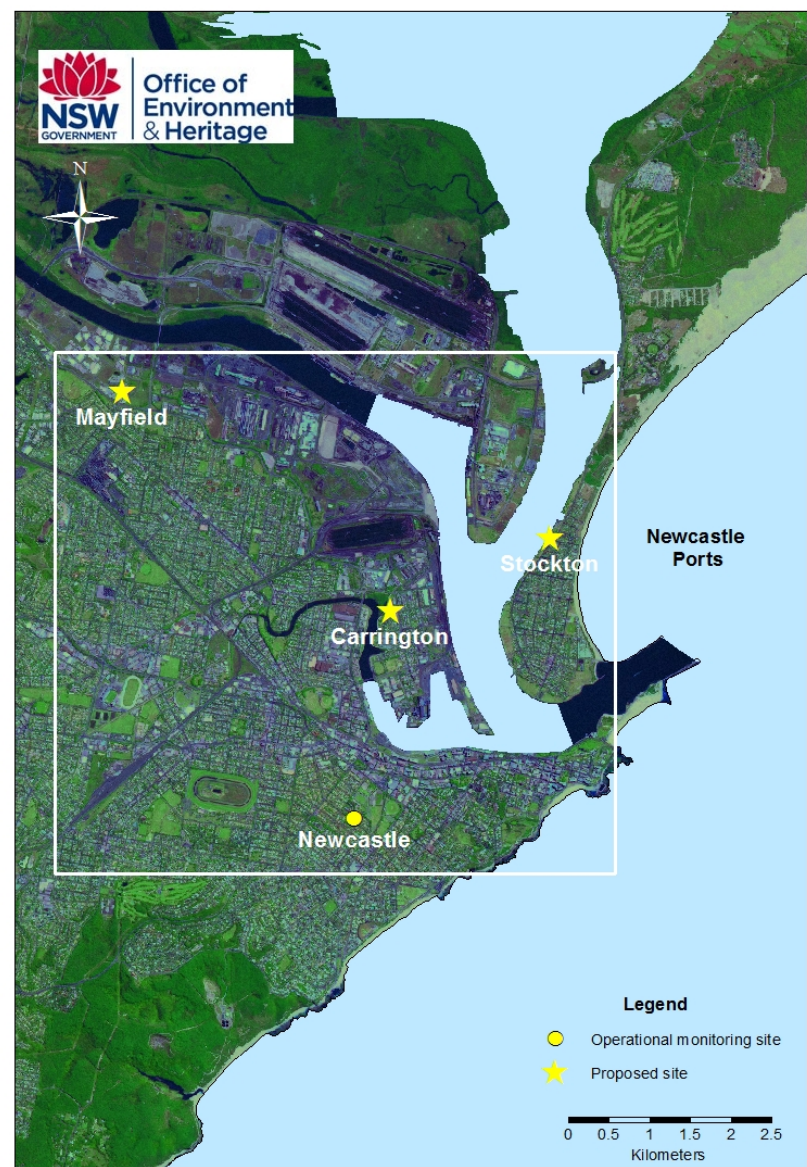 NSW
GOVERNMENT
Office of
Environment
& Heritage
N
Mayfield
Stockton
Newcastle
Ports
Carrington
Newcastle
Legend
Operational monitoring site
Proposed site
0 0.5 1 1.5 2 2.5
Kilometers